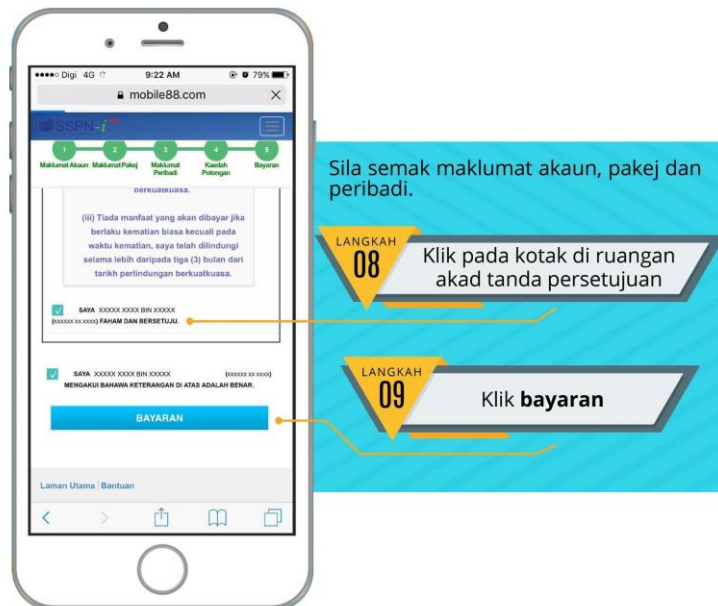 Digi 4G 9:22 AM 79%
mobile88.com
SSPN-i
1 2 3 4 5
Maklumat Akaun Maklumat Pakej Maklumat Peribadi Kaedah Potongan Bayaran
berkuatkuasa.
(iii) Tiada manfaat yang akan dibayar jika
berlaku kematian biasa kecuali pada
waktu kematian, saya telah dilindungi
selama lebih daripada tiga (3) bulan dari
tarikh perlindungan berkuatkuasa.
SAYA XXXXX XXXX BIN XXXXX
(xxxxxx xx xxxx) FAHAM DAN BERSETUJU.
SAYA XXXXX XXXX BIN XXXXX (xxxxxx xx xxxx)
MENGAKUI BAHAWA KETERANGAN DI ATAS ADALAH BENAR.
BAYARAN
Laman Utama | Bantuan
Sila semak maklumat akaun, pakej dan
peribadi.
LANGKAH
08
Klik pada kotak di ruangan
akad tanda persetujuan
LANGKAH
09
Klik bayaran